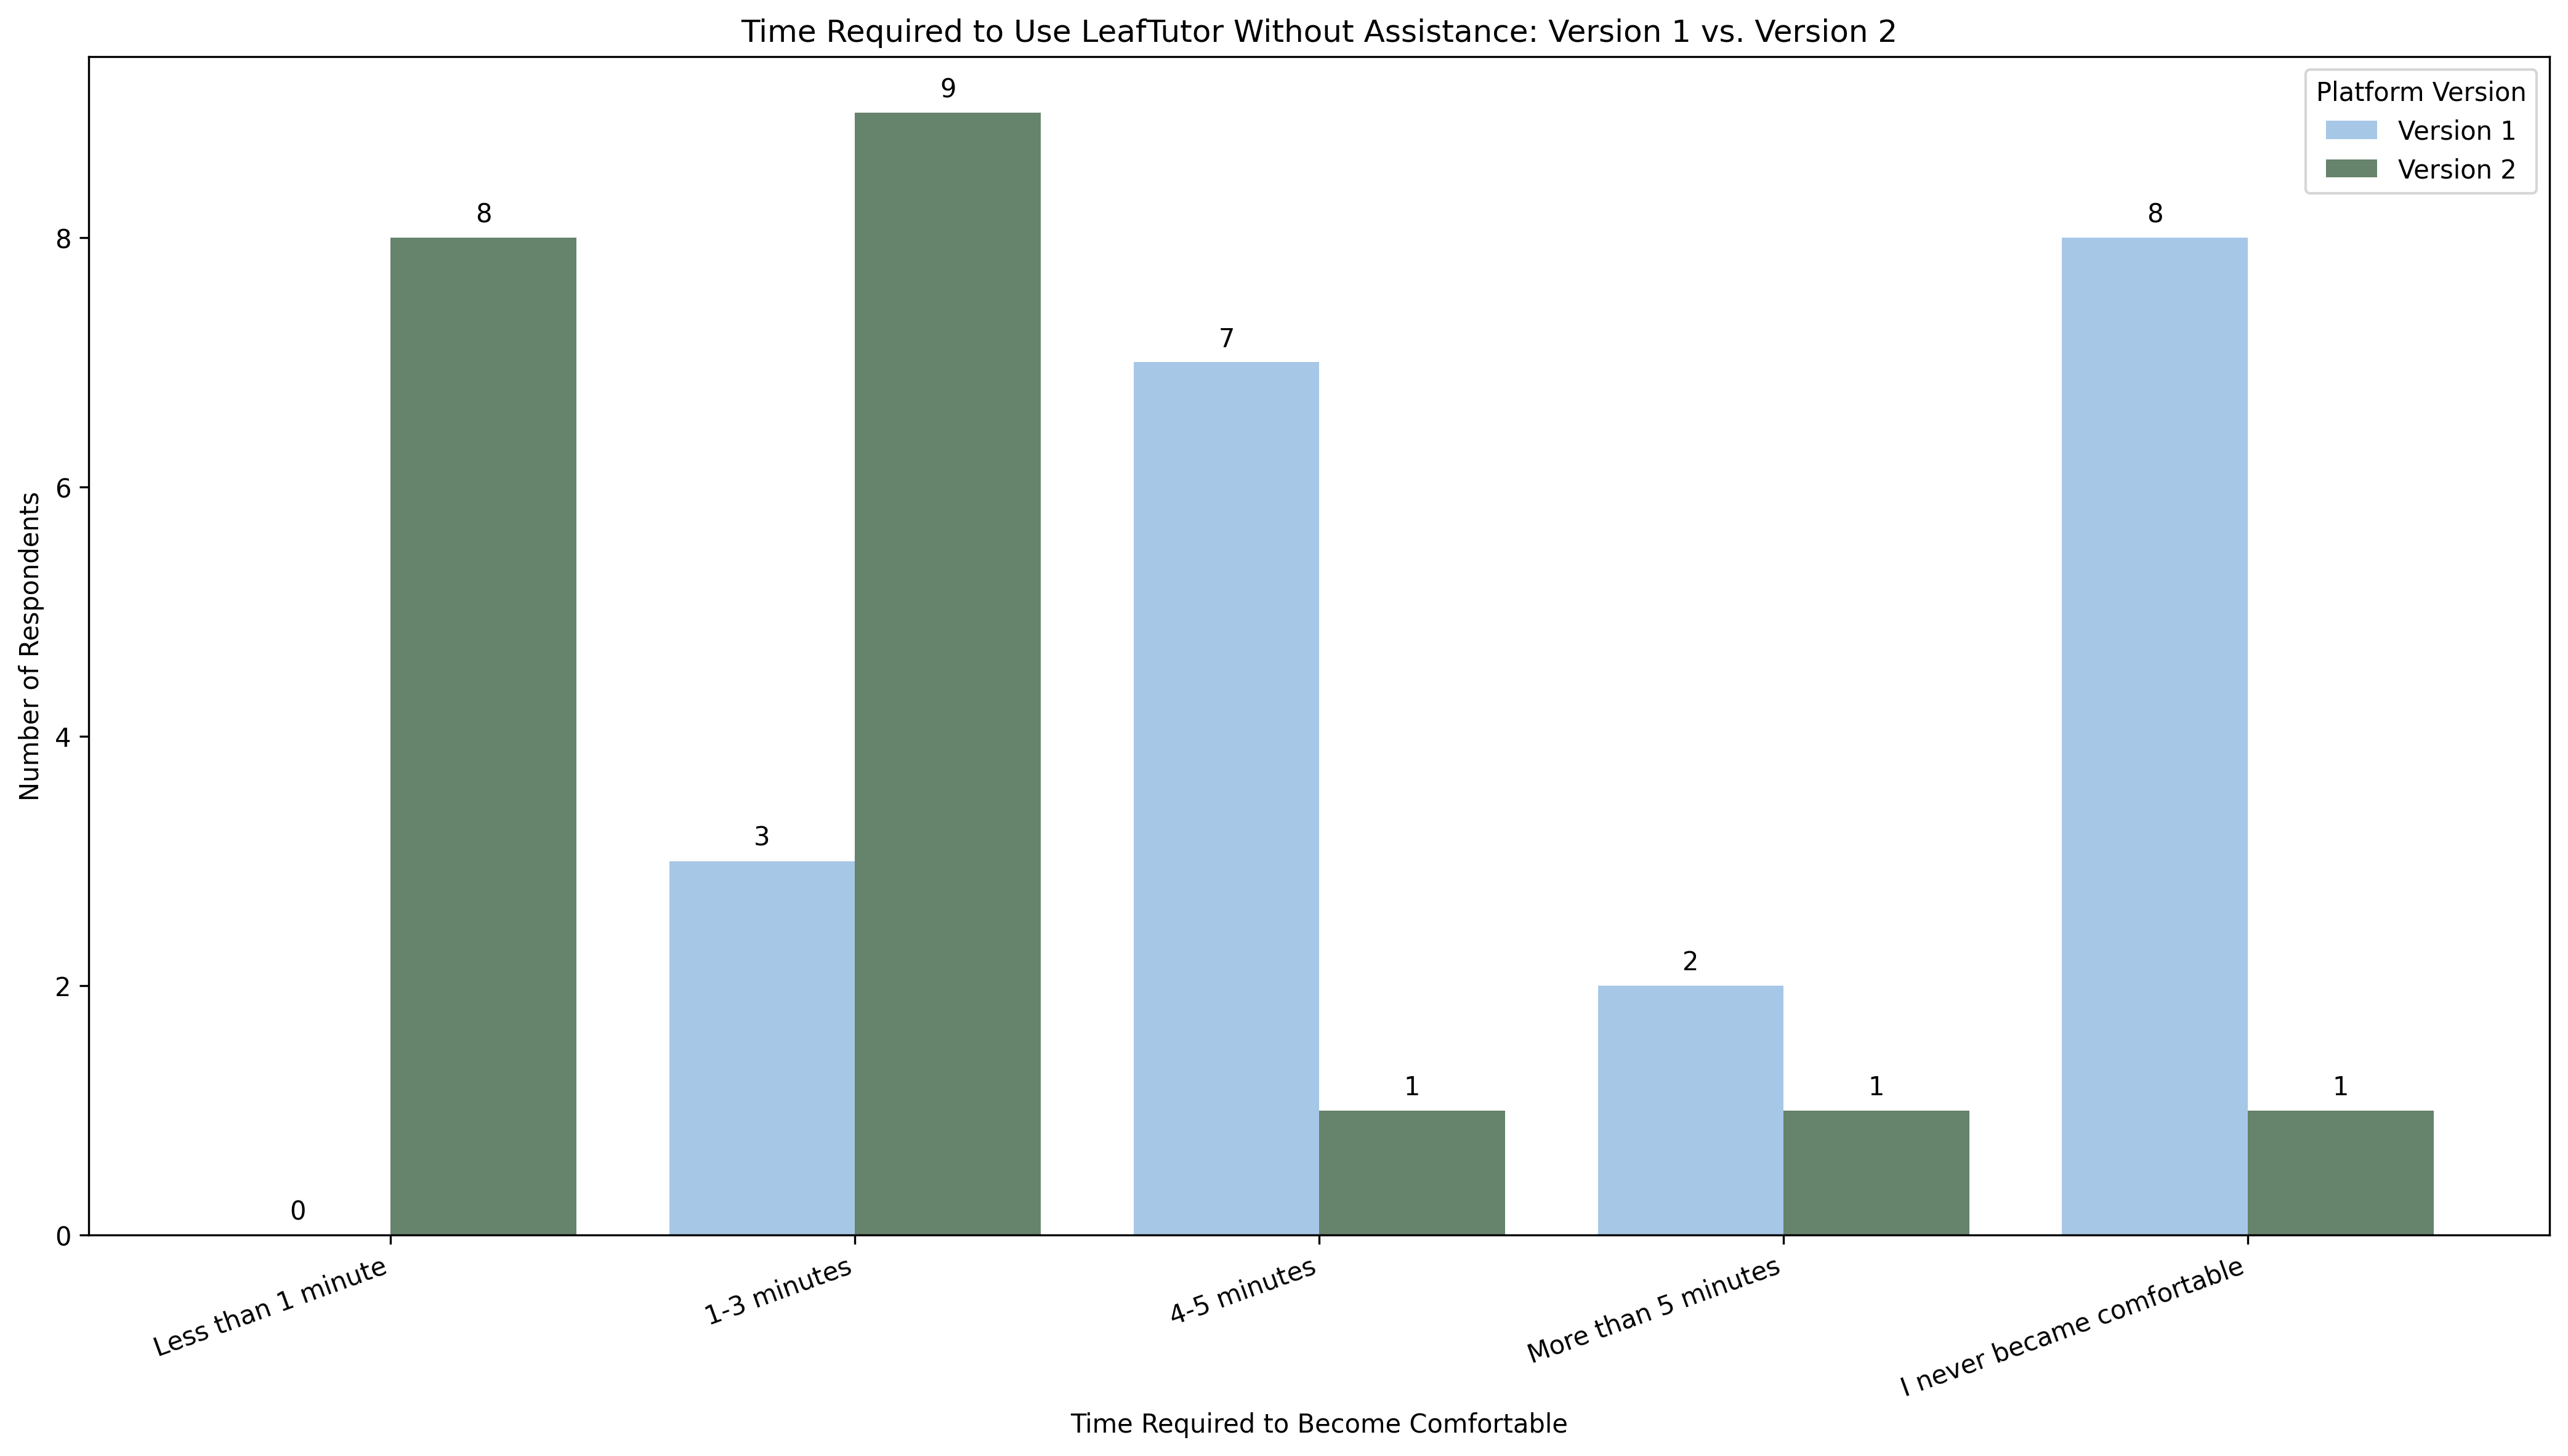 Time Required to Use LeafTutor Without Assistance: Version 1 vs. Version 2
Platform Version
Version 1
Version 2
Number of Respondents
8
6
4
2
0
0
8
3
9
7
1
2
1
8
1
Less than 1 minute
1-3 minutes
4-5 minutes
More than 5 minutes
I never became comfortable
Time Required to Become Comfortable